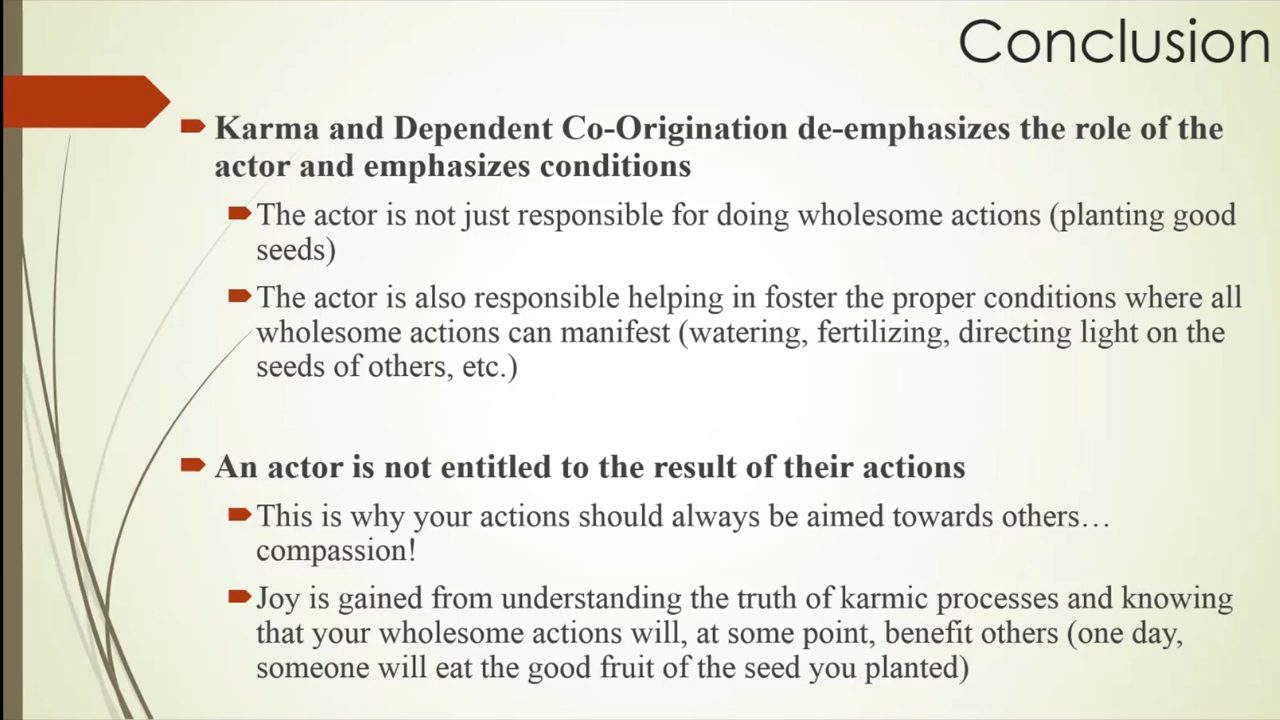 Conclusion
Karma and Dependent Co-Origination de-emphasizes the role of the
actor and emphasizes conditions
The actor is not just responsible for doing wholesome actions (planting good
seeds)
The actor is also responsible helping in foster the proper conditions where all
wholesome actions can manifest (watering, fertilizing, directing light on the
seeds of others, etc.)
An actor is not entitled to the result of their actions
This is why your actions should always be aimed towards others…
compassion!
Joy is gained from understanding the truth of karmic processes and knowing
that your wholesome actions will, at some point, benefit others (one day,
someone will eat the good fruit of the seed you planted)